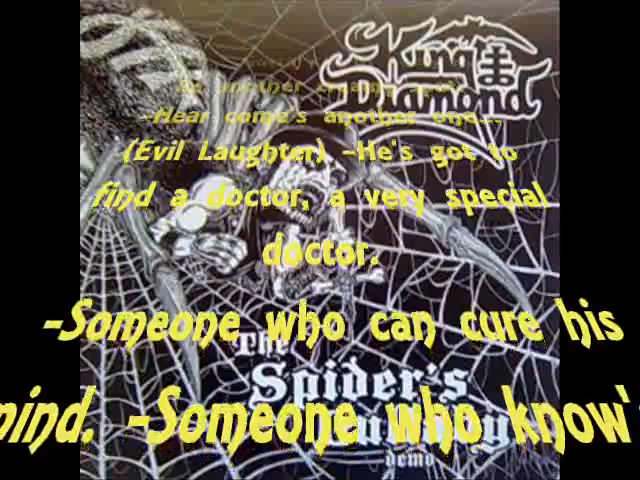 King
Diamond
-Hear come's another one...
(Evil Laughter) -He's got to
find a doctor, a very special
doctor.
-Someone who can cure his
mind. -Someone who know's
The
Spider's
demo